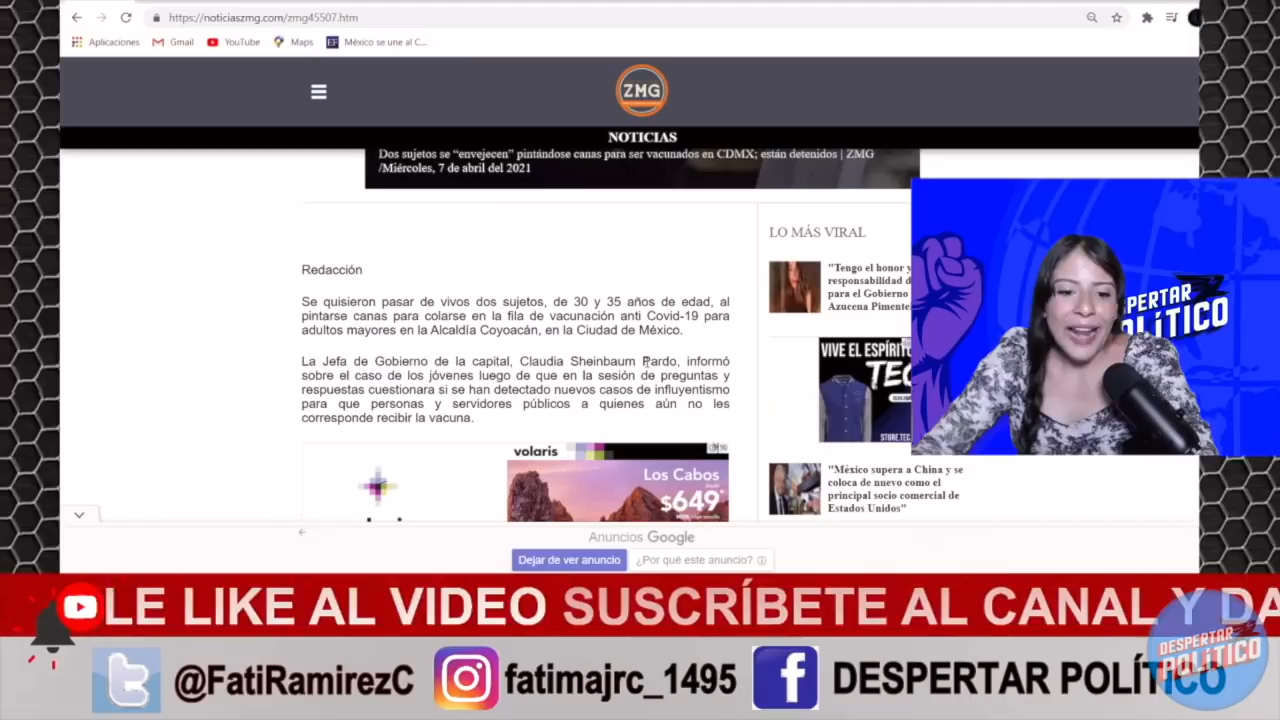 https://noticiaszmg.com/zmg45507.htm
Aplicaciones Gmail YouTube Maps EF México se une al C...
ZMG
NOTICIAS
Dos sujetos se “envejecen” pintándose canas para ser vacunados en CDMX; están detenidos | ZMG
/Miércoles, 7 de abril del 2021
Redacción
Se quisieron pasar de vivos dos sujetos, de 30 y 35 años de edad, al
pintarse canas para colarse en la fila de vacunación anti Covid-19 para
adultos mayores en la Alcaldía Coyoacán, en la Ciudad de México.
La Jefa de Gobierno de la capital, Claudia Sheinbaum Pardo, informó
sobre el caso de los jóvenes luego de que en la sesión de preguntas y
respuestas cuestionara si se han detectado nuevos casos de influyentismo
para que personas y servidores públicos a quienes aún no les
corresponde recibir la vacuna.
volaris
Los Cabos
$649
Anuncios Google
Dejar de ver anuncio ¿Por qué este anuncio?
LO MÁS VIRAL
"Tengo el honor y
responsabilidad d
para el Gobierno
Azucena Pimente
VIVE EL ESPÍRIT
TEC
"México supera a China y se
coloca de nuevo como el
principal socio comercial de
Estados Unidos"
PERTAR
OLÍTICO
LE LIKE AL VIDEO SUSCRÍBETE AL CANAL Y DA
@FatiRamirezC fatimajrc_1495 DESPERTAR POLÍTICO
DESPERTAR
POLÍTICO